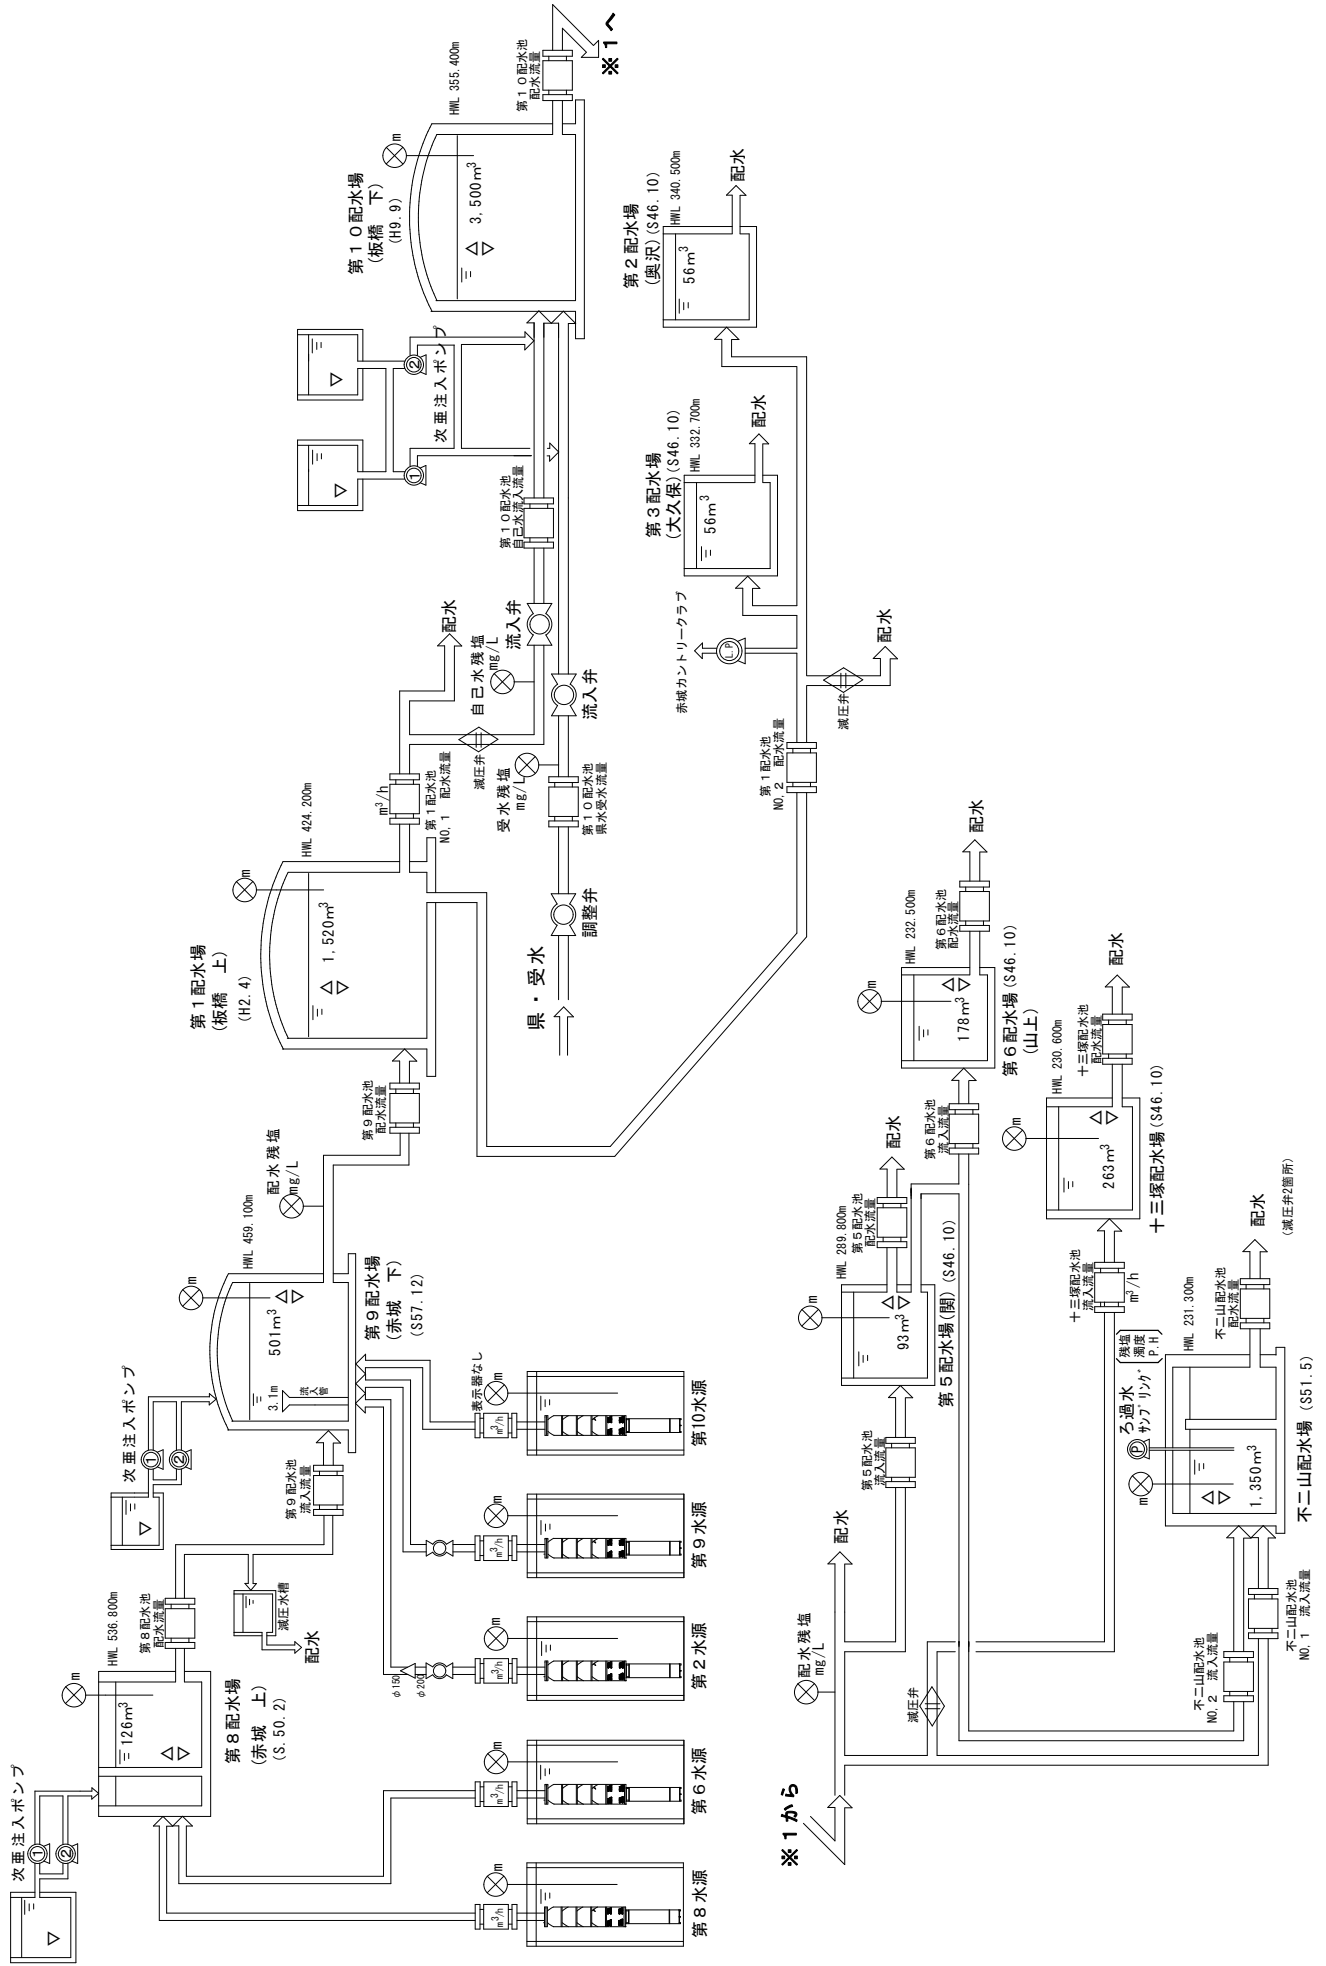 次亜注入ポンプ
①
②
m
HWL 536.800m
126m³
第８配水場
(赤城　上)
(S.50.2)
第８配水池
配水流量
減圧水槽
配水
次亜注入ポンプ
①
②
第９配水池
流入流量
m
HWL 459.100m
501m³
3.1m
流入管
第９配水場
(赤城　下)
(S57.12)
配水残塩
mg/L
第９配水池
配水流量
第１配水場
(板橋　上)
(H2.4)
m
HWL 424.200m
1,520m³
m³/h
第１配水池
NO,１ 配水流量
配水
減圧弁
自己水残塩
mg/L
流入弁
受水残塩
mg/L
流入弁
第１０配水池
県水受水流量
調整弁
県・受水
第１０配水池
自己水流入流量
①
②
次亜注入ポンプ
第１０配水場
(板橋　下)
(H9.9)
m
HWL 355.400m
3,500m³
第１０配水池
配水流量
※１へ
第８水源
m
m³/h
第６水源
m
m³/h
第２水源
m
m³/h
φ150
φ200
第９水源
m
m³/h
第10水源
m
m³/h
表示器なし
第１配水池
NO,２ 配水流量
減圧弁
配水
赤城カントリークラブ
L.P
第３配水場
(大久保)(S46.10)
HWL 332.700m
56m³
配水
第２配水場
(奥沢)(S46.10)
HWL 340.500m
56m³
配水
※１から
配水残塩
mg/L
配水
減圧弁
第５配水池
流入流量
m
HWL 289.800m
93m³
第５配水場(関)(S46.10)
第５配水池
配水流量
配水
第６配水池
流入流量
m
HWL 232.500m
178m³
第６配水場(S46.10)
(山上)
第６配水池
配水流量
配水
十三塚配水池
流入流量
m³/h
m
HWL 230.600m
263m³
十三塚配水場(S46.10)
十三塚配水池
配水流量
配水
不二山配水池
NO,２ 流入流量
不二山配水池
NO,１ 流入流量
m
P
ろ過水
ｻﾝﾌﾟﾘﾝｸﾞ
残塩
濁度
P.H
HWL 231.300m
1,350m³
不二山配水場(S51.5)
不二山配水池
配水流量
配水
(減圧弁2箇所)